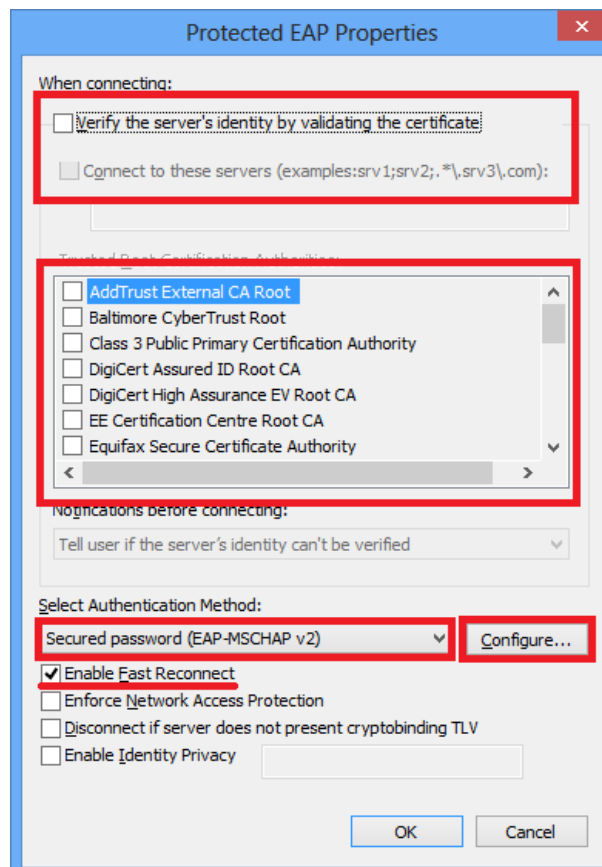 Protected EAP Properties
When connecting:
Verify the server's identity by validating the certificate
Connect to these servers (examples:srv1;srv2;.*\.srv3\.com):
Trusted Root Certification Authorities:
AddTrust External CA Root
Baltimore CyberTrust Root
Class 3 Public Primary Certification Authority
DigiCert Assured ID Root CA
DigiCert High Assurance EV Root CA
EE Certification Centre Root CA
Equifax Secure Certificate Authority
Notifications before connecting:
Tell user if the server's identity can't be verified
Select Authentication Method:
Secured password (EAP-MSCHAP v2)
Configure...
Enable Fast Reconnect
Enforce Network Access Protection
Disconnect if server does not present cryptobinding TLV
Enable Identity Privacy
OK
Cancel